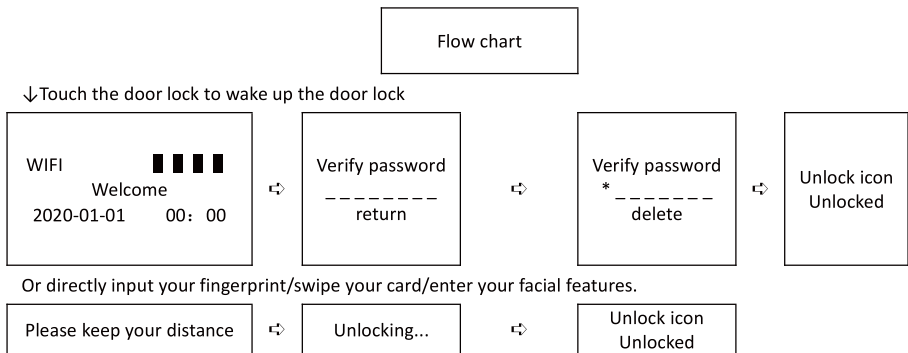 Flow chart
↓Touch the door lock to wake up the door lock
WIFI
Welcome
2020-01-01 00：00
Verify password
_ _ _ _ _ _ _ _
return
Verify password
* _ _ _ _ _ _ _
delete
Unlock icon
Unlocked
Or directly input your fingerprint/swipe your card/enter your facial features.
Please keep your distance
Unlocking...
Unlock icon
Unlocked